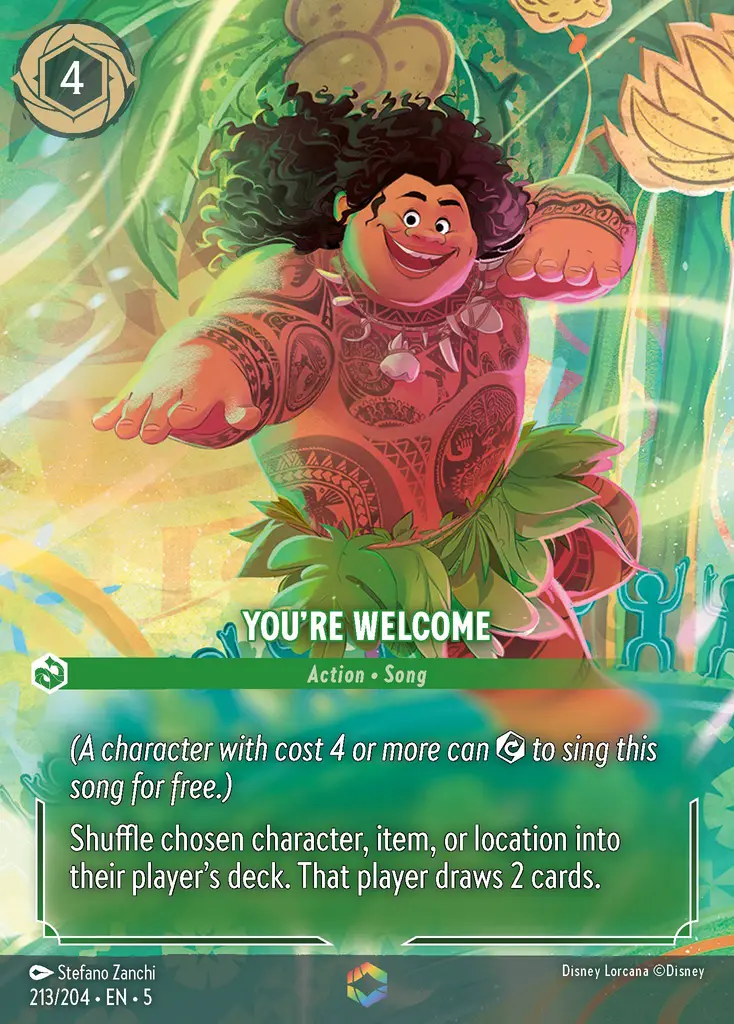 4
YOU'RE WELCOME
Action • Song
(A character with cost 4 or more can to sing this
song for free.)
Shuffle chosen character, item, or location into
their player's deck. That player draws 2 cards.
Stefano Zanchi
Disney Lorcana ©Disney
213/204 • EN • 5